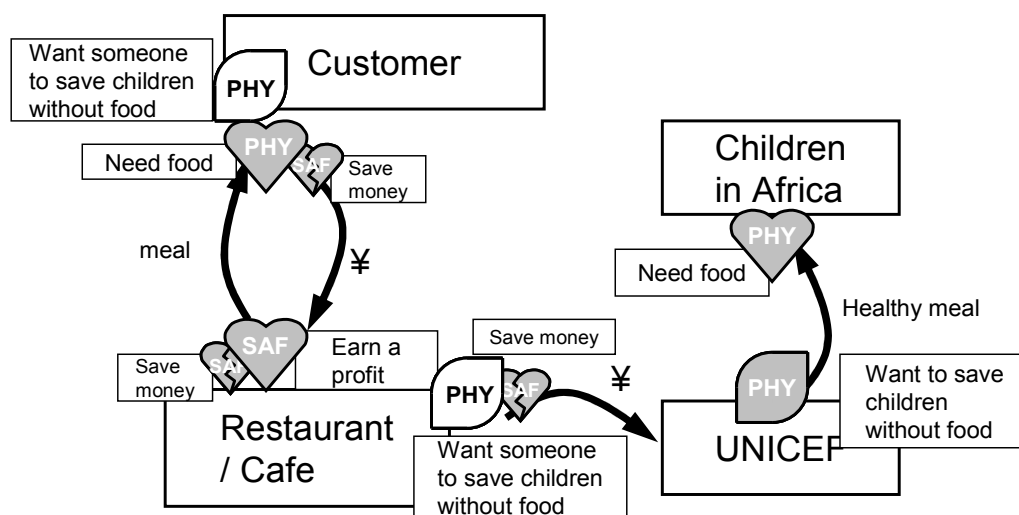 Want someone
to save children
without food
PHY
Customer
PHY
SAF
Need food
Save
money
meal
¥
Children
in Africa
PHY
Need food
Healthy meal
SAF
SAF
Save
money
Earn a
profit
Save money
PHY
SAF
¥
Restaurant
/ Cafe
Want someone
to save children
without food
PHY
UNICEF
Want to save
children
without food